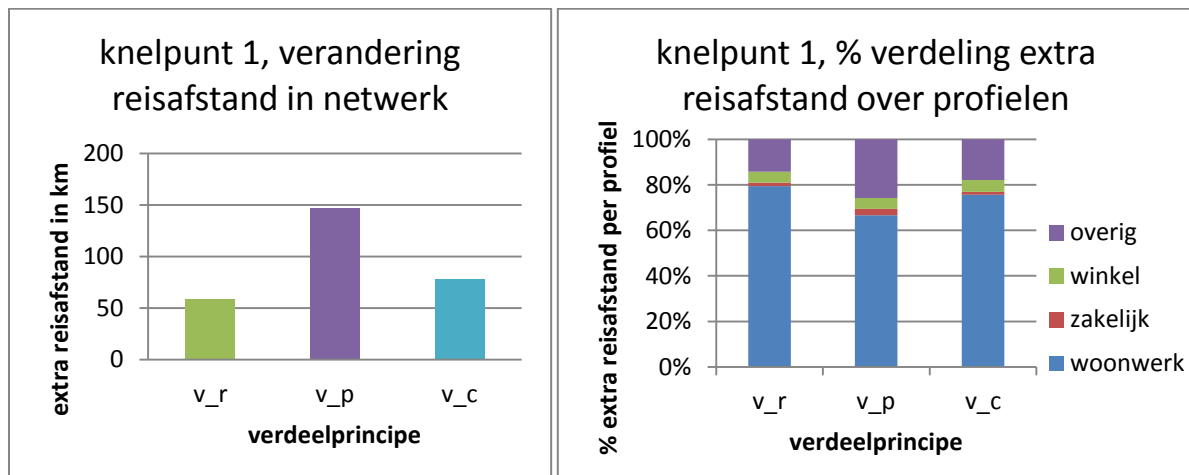 knelpunt 1, verandering
reisafstand in netwerk
extra reisafstand in km
200
150
100
50
0
v_r v_p v_c
verdeelprincipe
knelpunt 1, % verdeling extra
reisafstand over profielen
% extra reisafstand per profiel
100%
80%
60%
40%
20%
0%
v_r v_p v_c
verdeelprincipe
overig
winkel
zakelijk
woonwerk